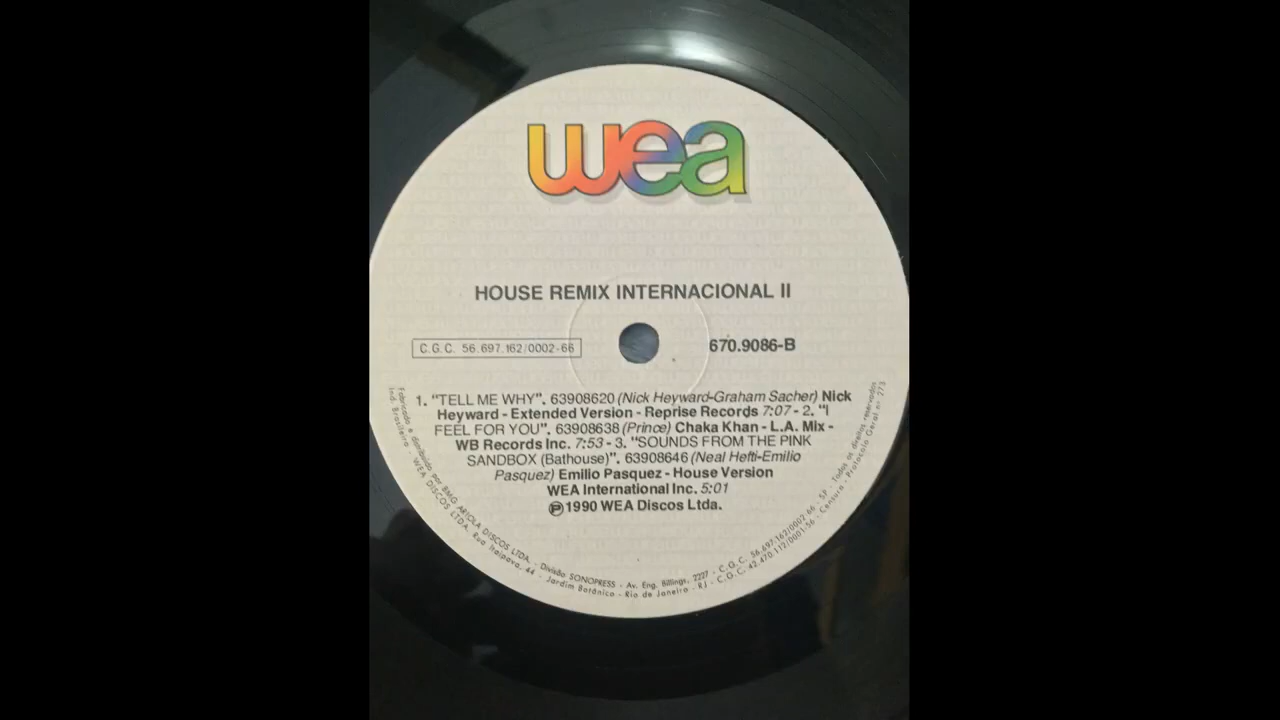 wea
HOUSE REMIX INTERNACIONAL II
C.G.C. 56.697.162/0002-66
670.9086-B
1. "TELL ME WHY". 63908620 (Nick Heyward-Graham Sacher) Nick
Heyward - Extended Version - Reprise Records 7:07 - 2. "I
FEEL FOR YOU". 63908638 (Prince) Chaka Khan - L.A. Mix -
WB Records Inc. 7:53 - 3. "SOUNDS FROM THE PINK
SANDBOX (Bathouse)". 63908646 (Neal Hefti-Emilio
Pasquez) Emilio Pasquez - House Version
WEA International Inc. 5:01
Ⓟ 1990 WEA Discos Ltda.
Fabricado e distribuído por BMG ARIOLA DISCOS LTDA. - Divisão SONOPRESS - Av. Eng. Billings, 2227 - C.G.C. 56.697.162/0002-66 - SP - Todos os direitos reservados
Ind. Brasileira - WEA DISCOS LTDA. Rua Itaipava, 44 - Jardim Botânico - Rio de Janeiro - RJ - C.G.C. 42.470.112/0001-56 - Censura - Protocolo Geral nº 273